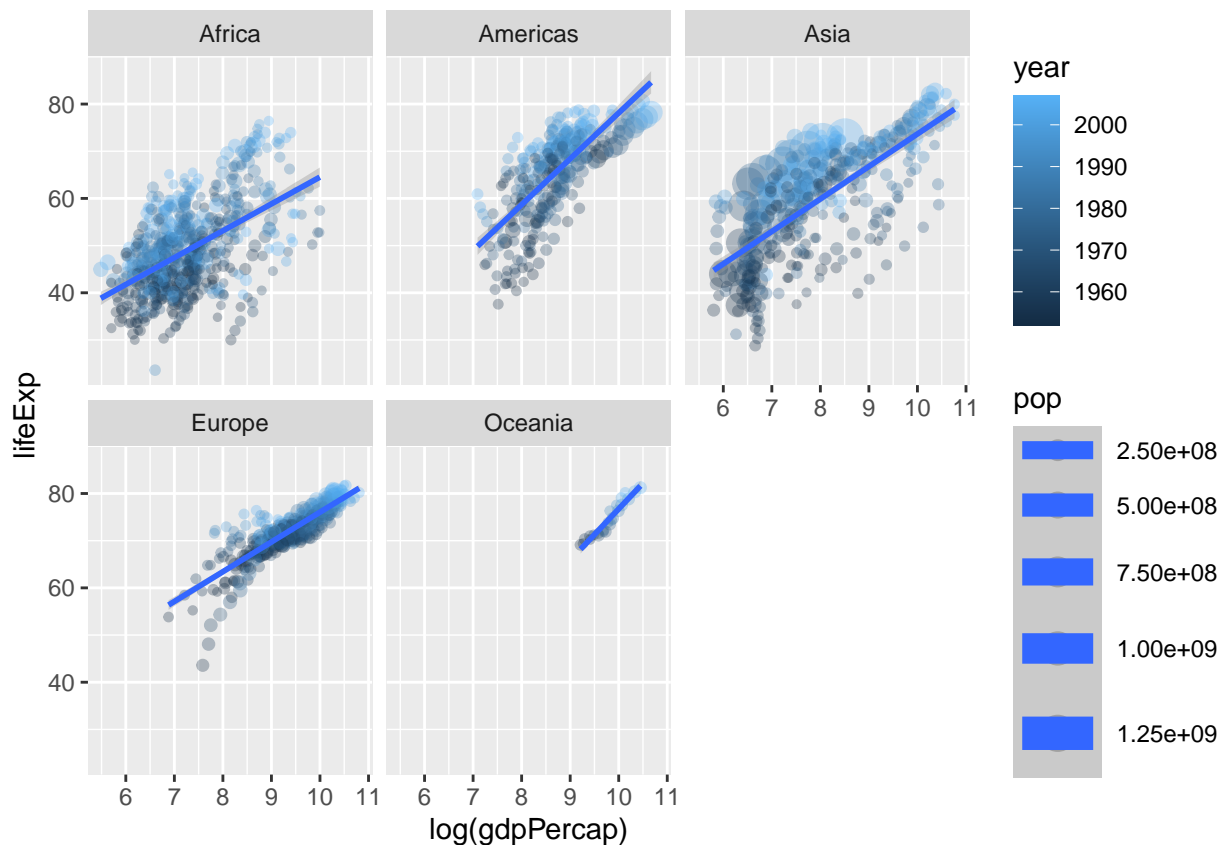 Africa
Americas
Asia
80
60
40
6 7 8 9 10 11
Europe
Oceania
80
60
40
6 7 8 9 10 11
6 7 8 9 10 11
lifeExp
log(gdpPercap)
year
2000
1990
1980
1970
1960
pop
2.50e+08
5.00e+08
7.50e+08
1.00e+09
1.25e+09